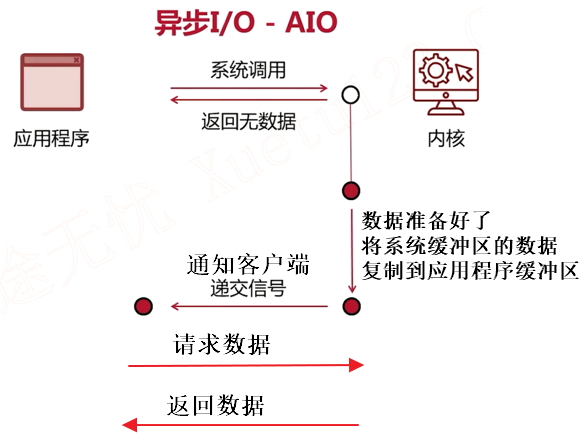 异步I/O - AIO
系统调用
返回无数据
应用程序
内核
数据准备好了
将系统缓冲区的数据
复制到应用程序缓冲区
通知客户端
递交信号
请求数据
返回数据